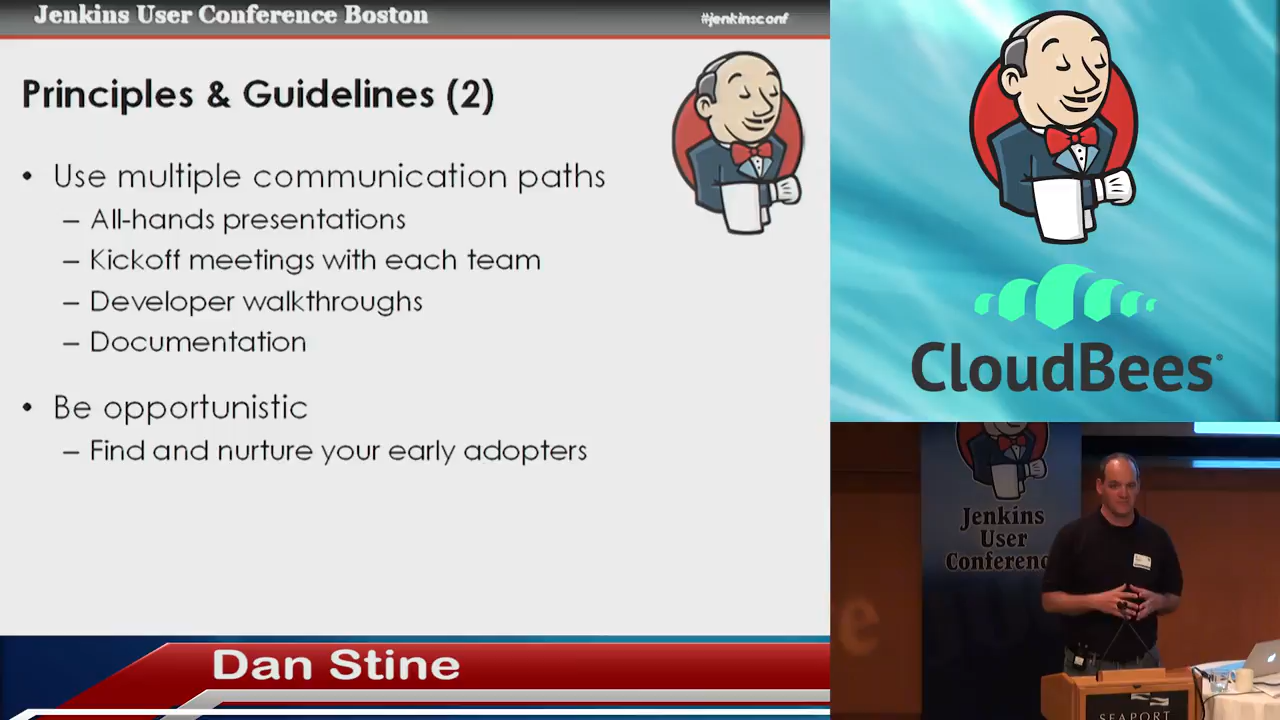 Jenkins User Conference Boston
#jenkinsconf
Principles & Guidelines (2)
• Use multiple communication paths
– All-hands presentations
– Kickoff meetings with each team
– Developer walkthroughs
– Documentation
• Be opportunistic
– Find and nurture your early adopters
Dan Stine
CloudBees®
Jenkins
User
Conferenc
SEAPORT